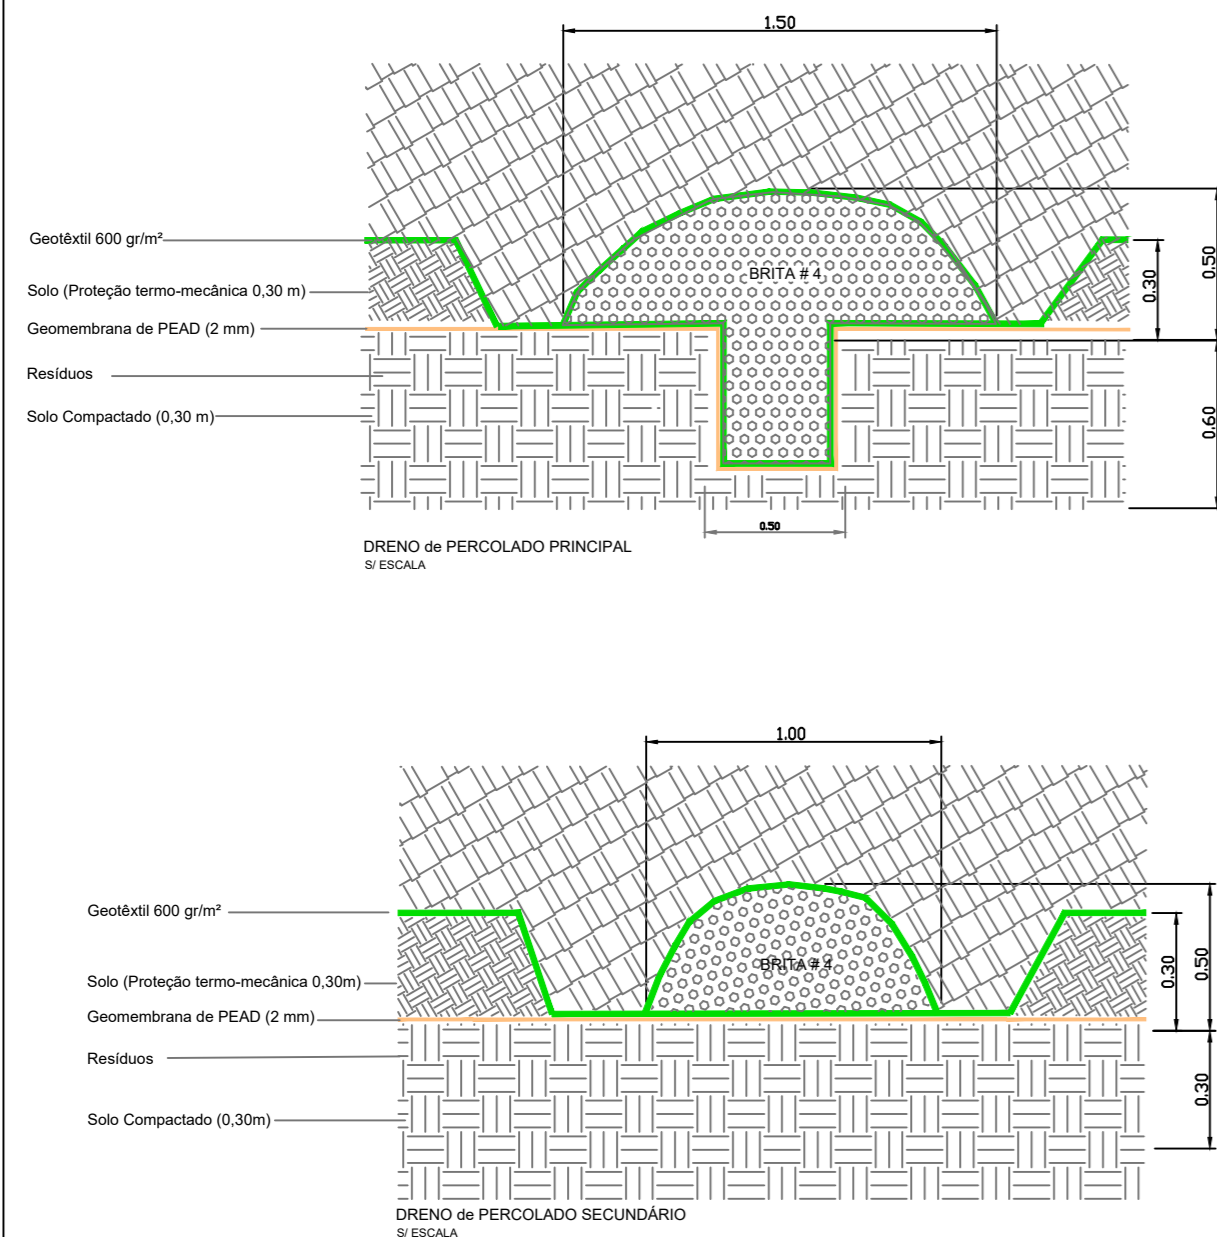 1.50
Geotêxtil 600 gr/m²
Solo (Proteção termo-mecânica 0,30 m)
Geomembrana de PEAD (2 mm)
Resíduos
Solo Compactado (0,30 m)
BRITA # 4
0.30
0.50
0.60
0.50
DRENO de PERCOLADO PRINCIPAL
S/ ESCALA
1.00
Geotêxtil 600 gr/m²
Solo (Proteção termo-mecânica 0,30m)
Geomembrana de PEAD (2 mm)
Resíduos
Solo Compactado (0,30m)
BRITA # 4
0.30
0.50
0.30
DRENO de PERCOLADO SECUNDÁRIO
S/ ESCALA